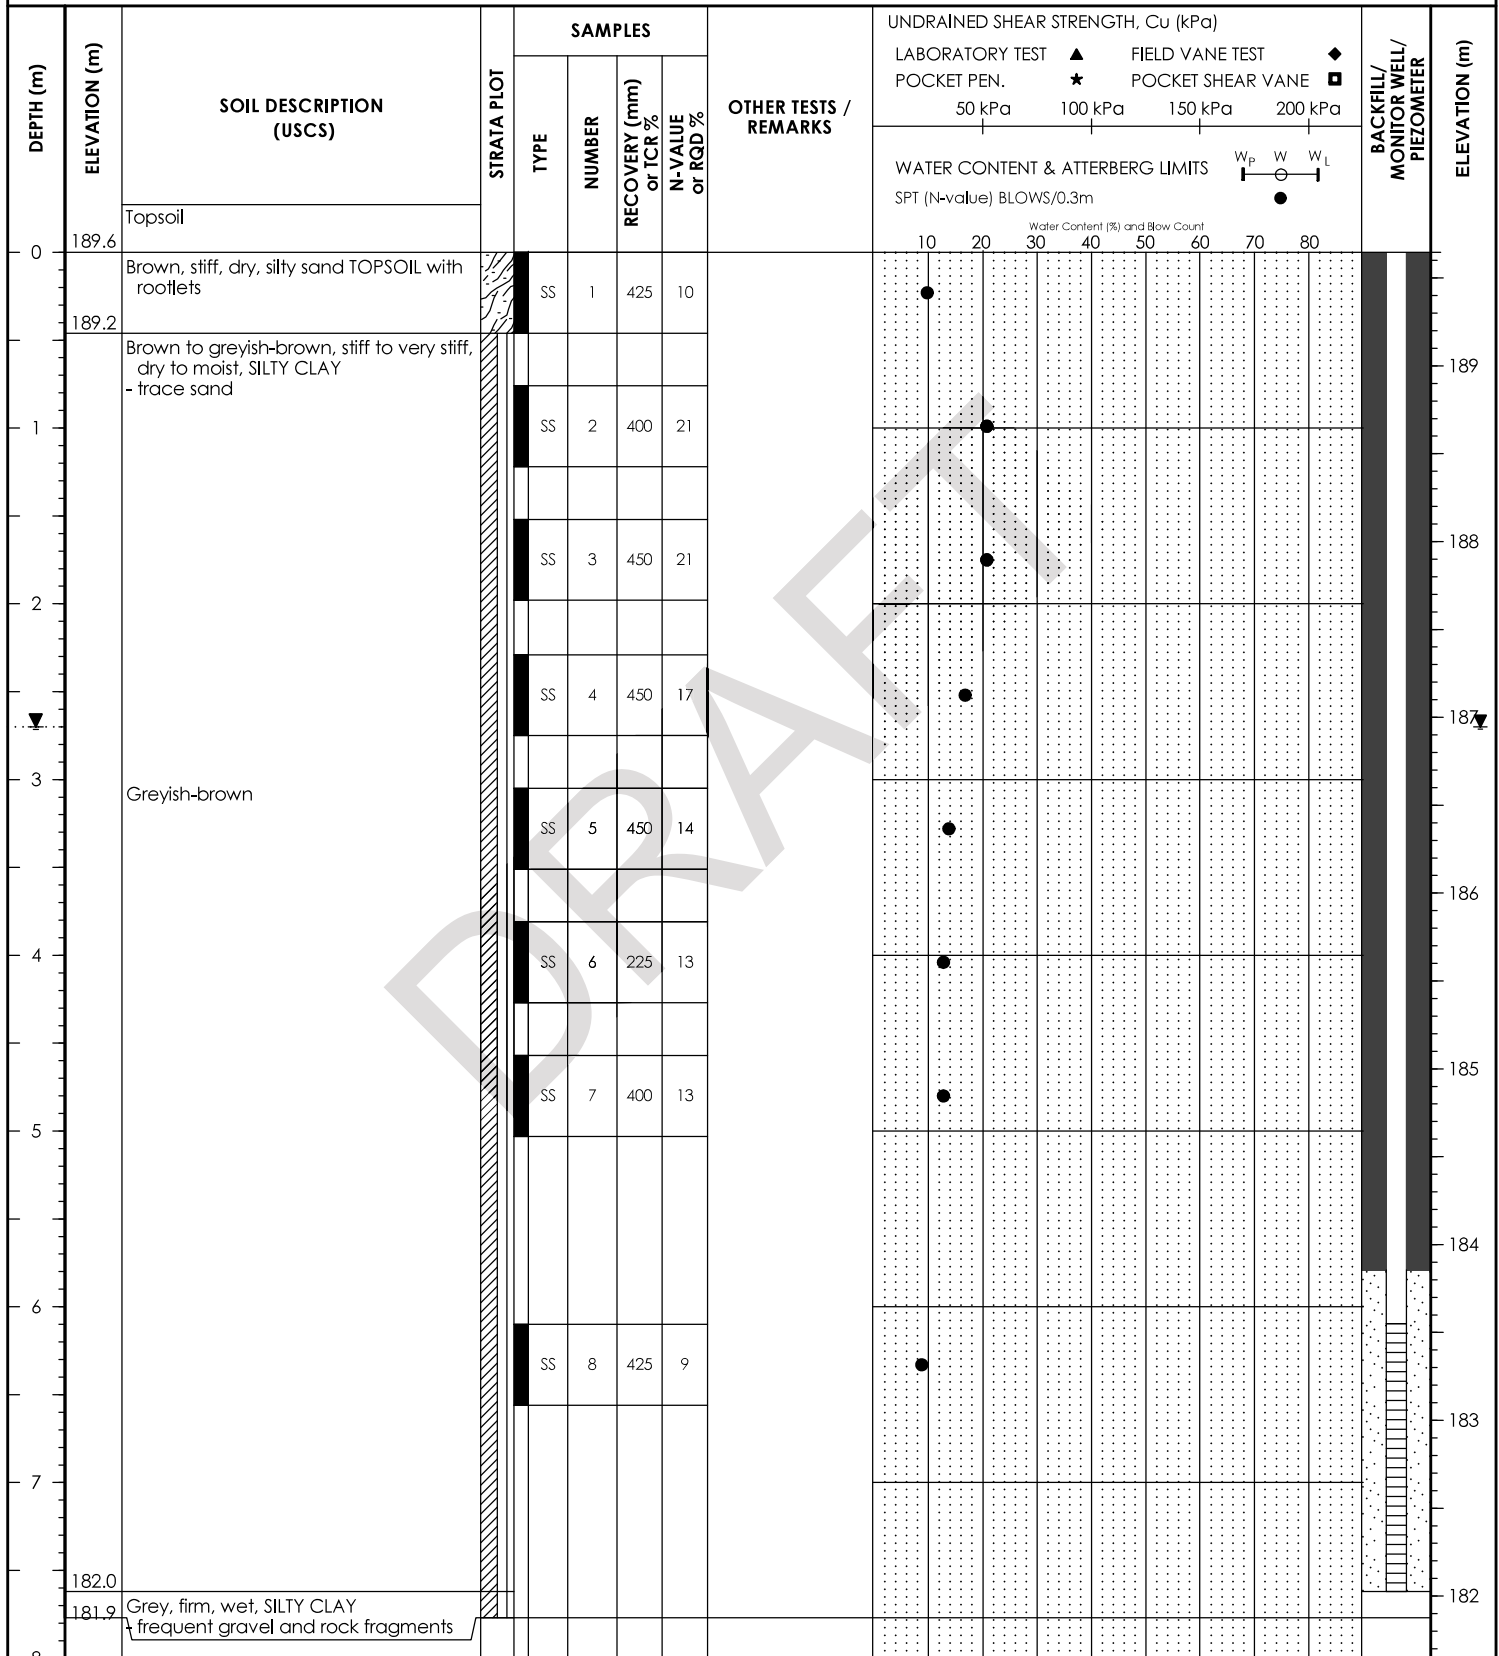 DEPTH (m)
ELEVATION (m)
SOIL DESCRIPTION
(USCS)
STRATA PLOT
SAMPLES
TYPE
NUMBER
RECOVERY (mm)
or TCR %
N-VALUE
or RQD %
OTHER TESTS /
REMARKS
UNDRAINED SHEAR STRENGTH, Cu (kPa)
LABORATORY TEST ▲ FIELD VANE TEST ◆
POCKET PEN. ★ POCKET SHEAR VANE
50 kPa 100 kPa 150 kPa 200 kPa
WATER CONTENT & ATTERBERG LIMITS
WP W WL
SPT (N-value) BLOWS/0.3m ●
Water Content (%) and Blow Count
10 20 30 40 50 60 70 80
BACKFILL/
MONITOR WELL/
PIEZOMETER
ELEVATION (m)
Topsoil
0 189.6
Brown, stiff, dry, silty sand TOPSOIL with
rootlets
SS 1 425 10
189.2
Brown to greyish-brown, stiff to very stiff,
dry to moist, SILTY CLAY
- trace sand
189
1
SS 2 400 21
188
SS 3 450 21
2
SS 4 450 17
187
3
Greyish-brown
SS 5 450 14
186
4
SS 6 225 13
185
SS 7 400 13
5
184
6
SS 8 425 9
183
7
182.0
182
Grey, firm, wet, SILTY CLAY
181.9
- frequent gravel and rock fragments
8
DRAFT